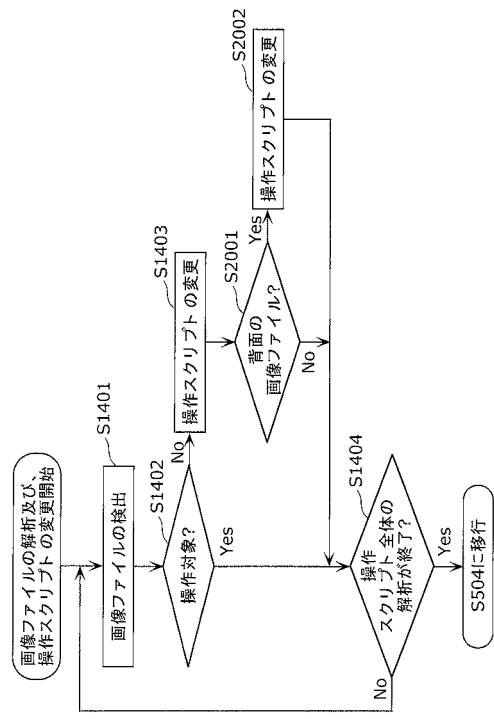 画像ファイルの解析及び、
操作スクリプトの変更開始
S1401
画像ファイルの検出
S1402
操作対象?
No
Yes
S1403
操作スクリプトの変更
S2001
背面の
画像ファイル?
Yes
No
S2002
操作スクリプトの変更
S1404
操作
スクリプト全体の
解析が終了?
No
Yes
S504に移行